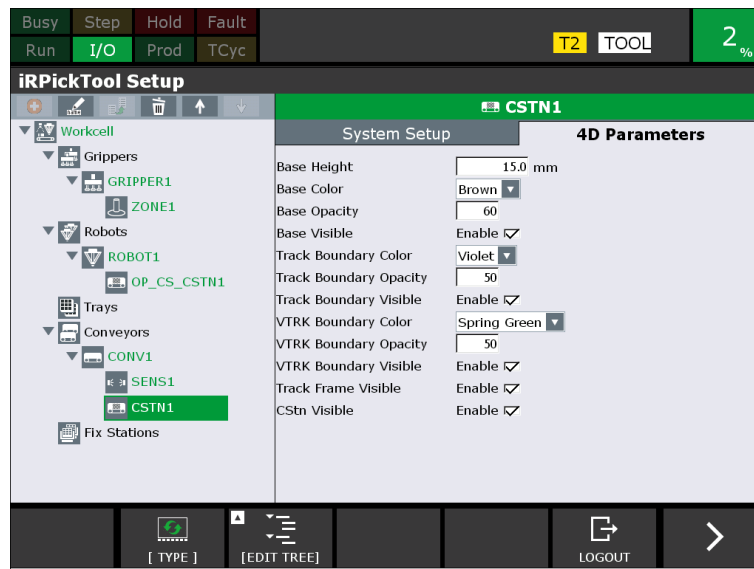 Busy Step Hold Fault
Run I/O Prod TCyc
T2 TOOL 2%
iRPickTool Setup
CSTN1
Workcell
Grippers
GRIPPER1
ZONE1
Robots
ROBOT1
OP_CS_CSTN1
Trays
Conveyors
CONV1
SENS1
CSTN1
Fix Stations
System Setup 4D Parameters
Base Height 15.0 mm
Base Color Brown
Base Opacity 60
Base Visible Enable
Track Boundary Color Violet
Track Boundary Opacity 50
Track Boundary Visible Enable
VTRK Boundary Color Spring Green
VTRK Boundary Opacity 50
VTRK Boundary Visible Enable
Track Frame Visible Enable
CStn Visible Enable
[ TYPE ] [EDIT TREE] LOGOUT